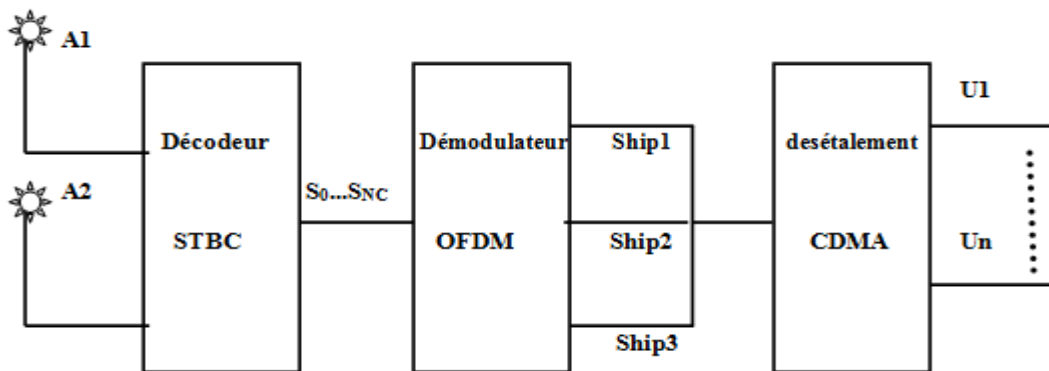 A1
A2
Décodeur
STBC
S0...SNC
Démodulateur
OFDM
Ship1
Ship2
Ship3
desétalement
CDMA
U1
Un